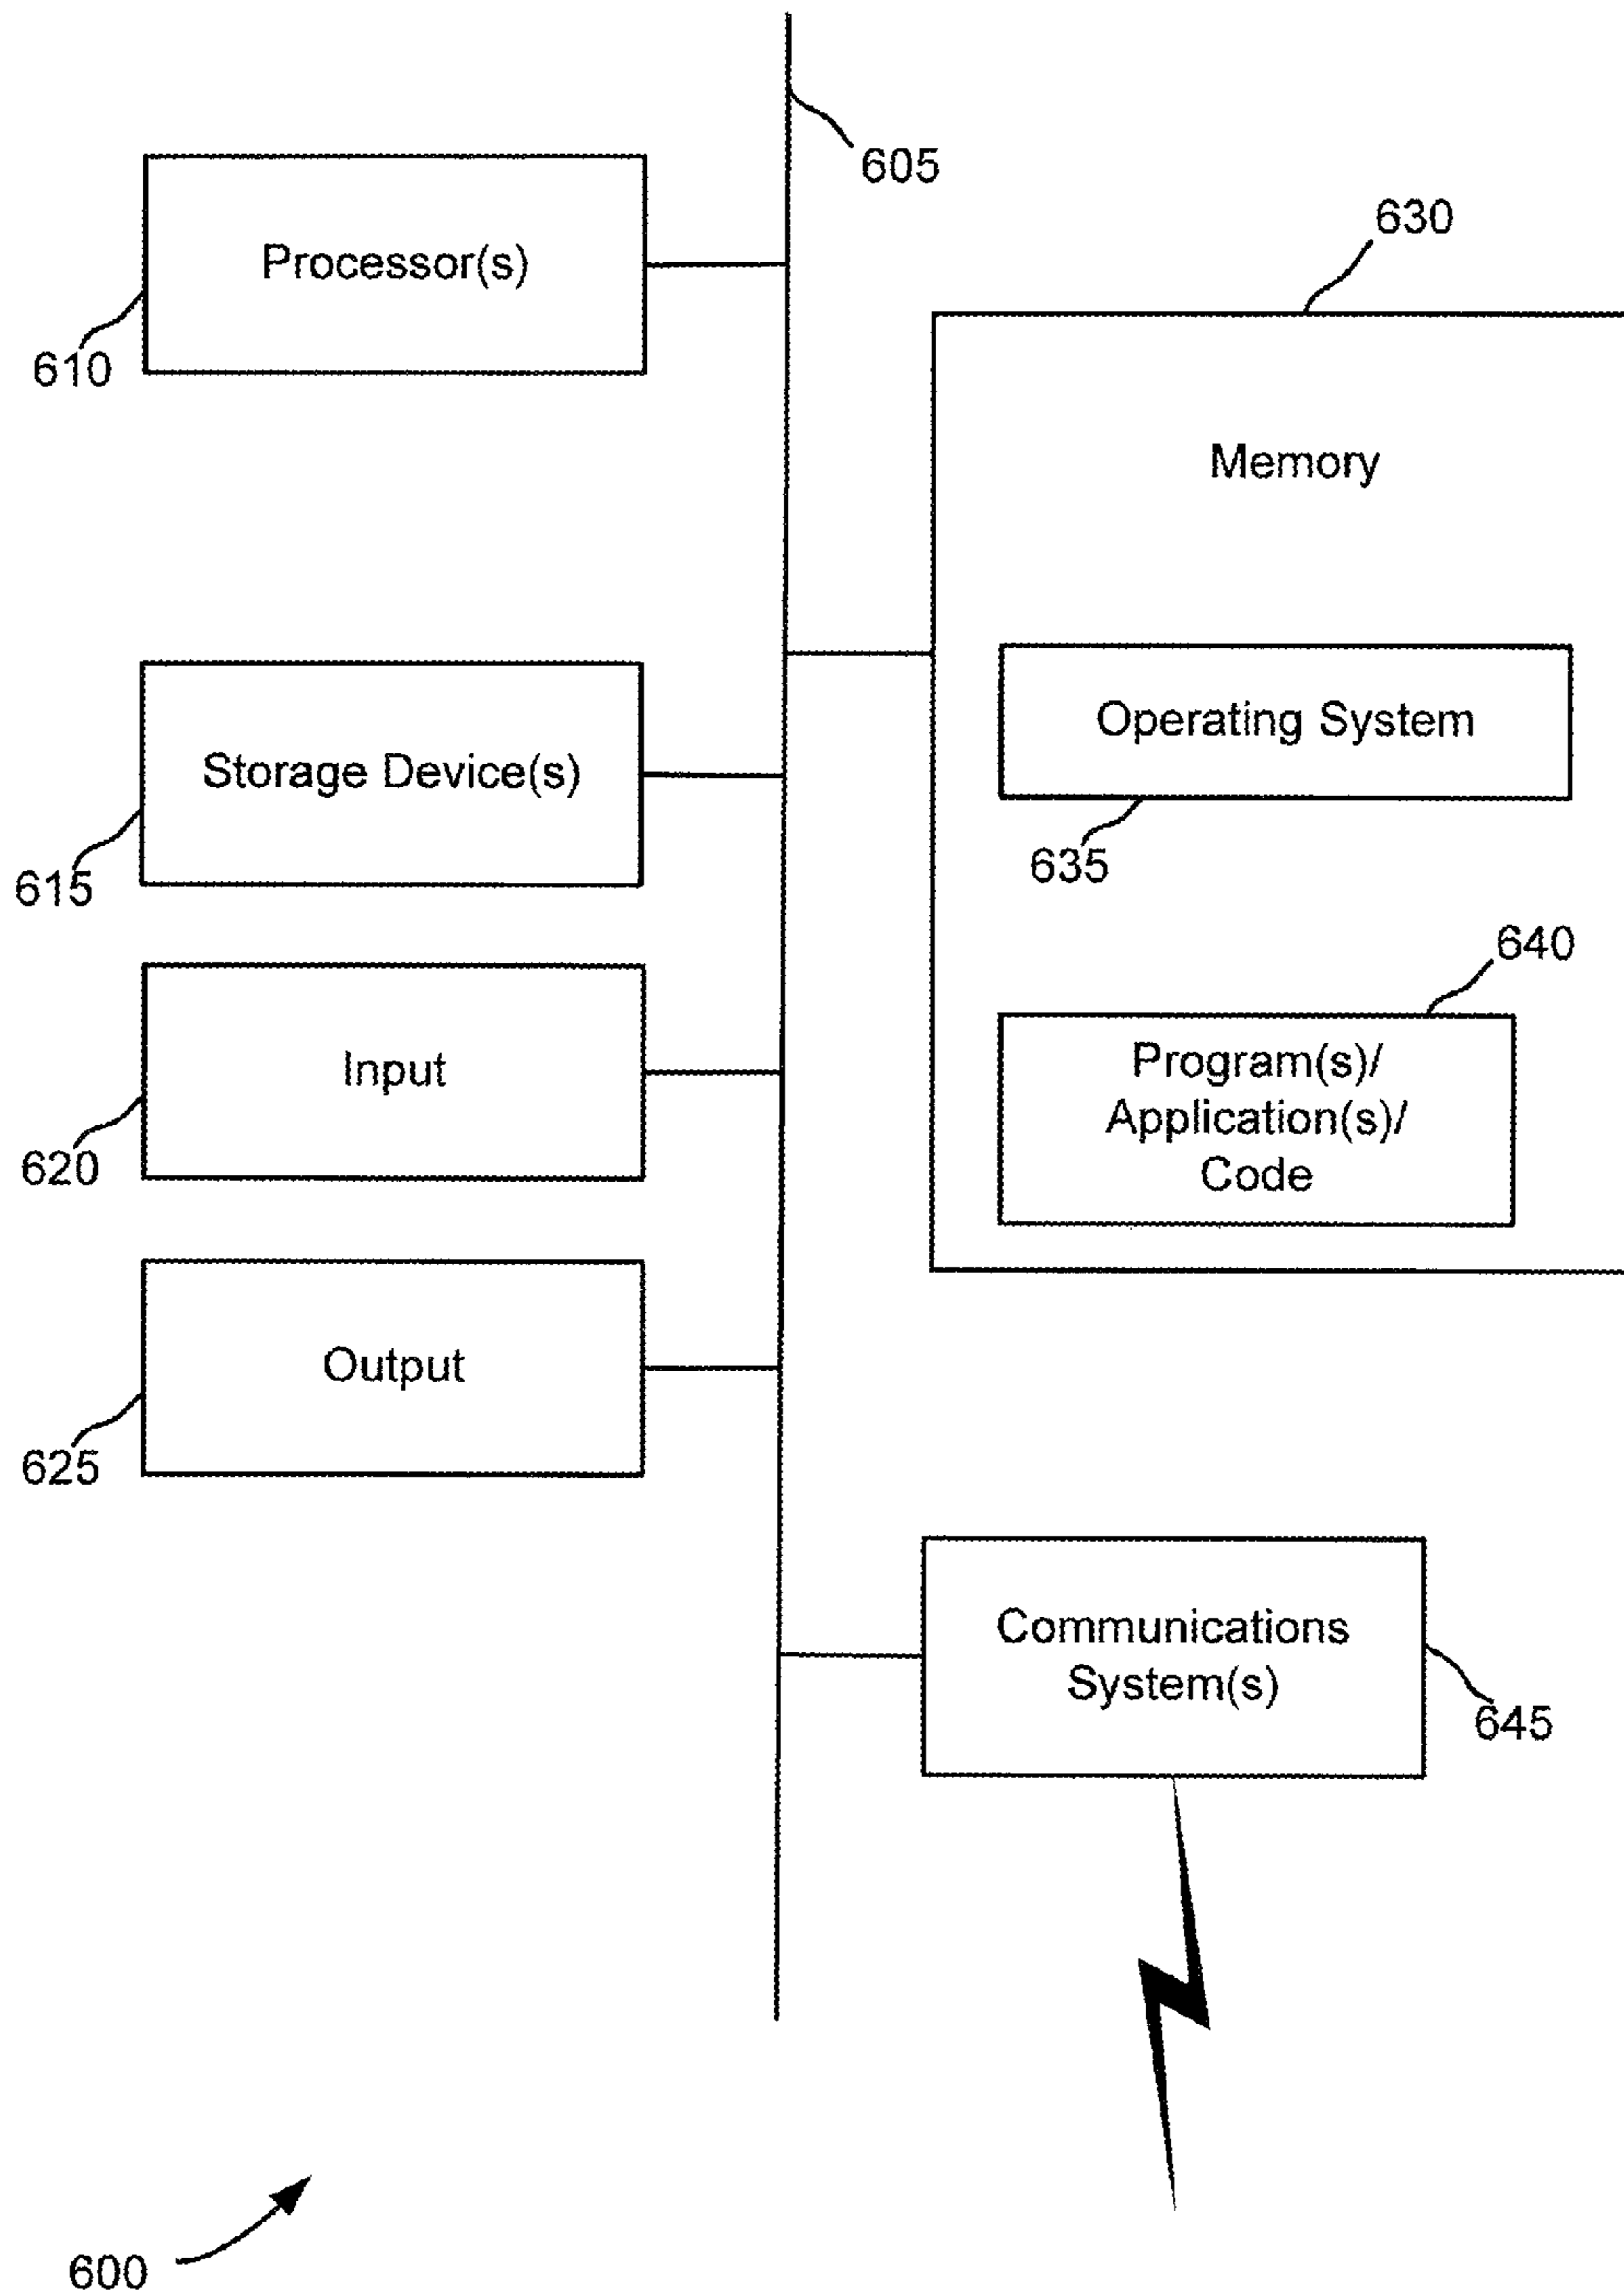 605
Processor(s)
610
630
Memory
Storage Device(s)
615
Operating System
635
Input
620
640
Program(s)/
Application(s)/
Code
Output
625
Communications
System(s)
645
600